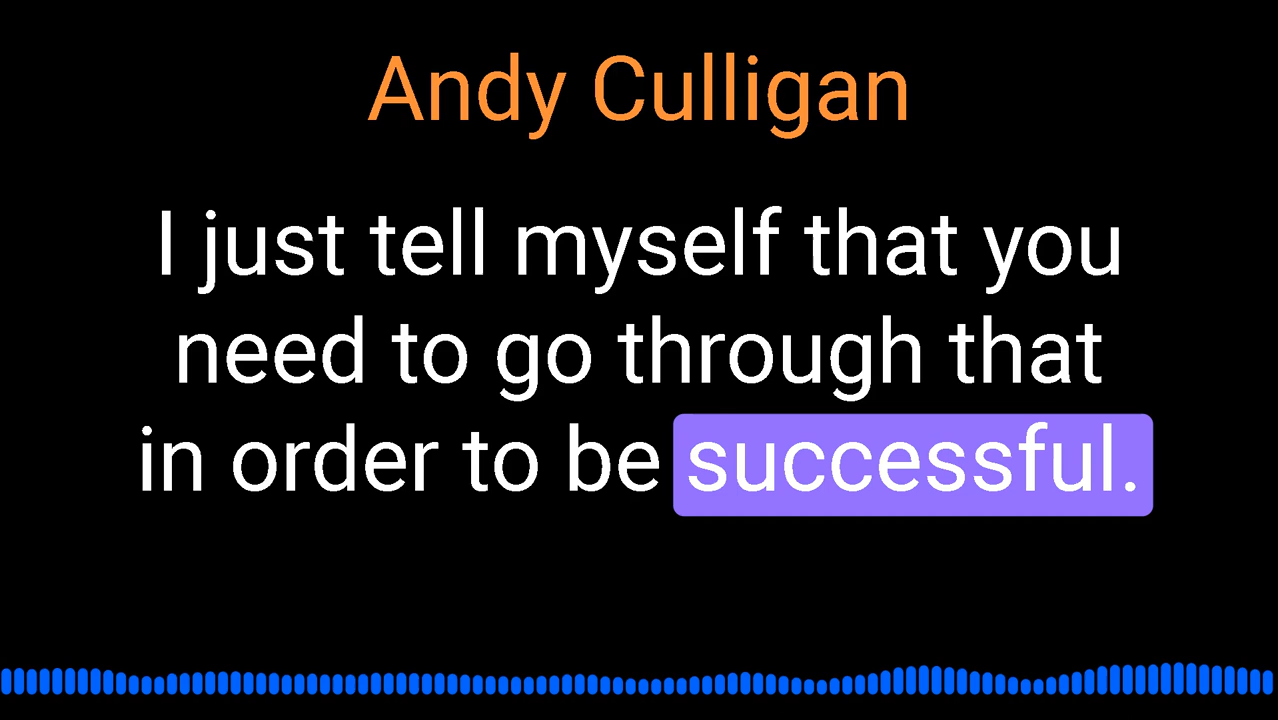 Andy Culligan
I just tell myself that you
need to go through that
in order to be successful.